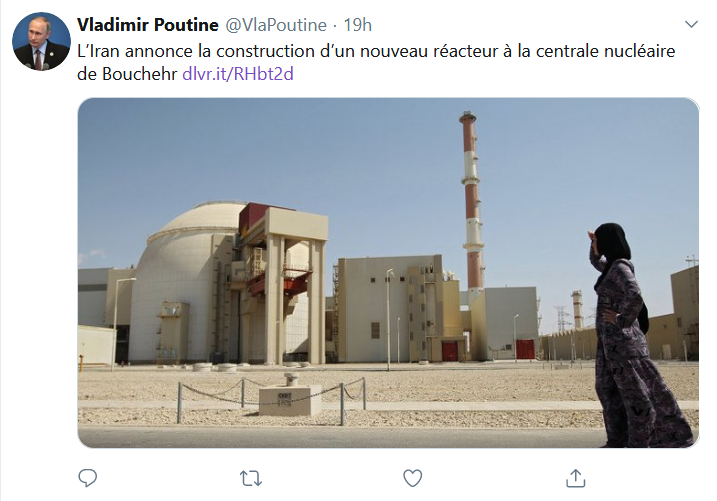 Vladimir Poutine @VlaPoutine · 19h
L'Iran annonce la construction d'un nouveau réacteur à la centrale nucléaire
de Bouchehr dlvr.it/RHbt2d